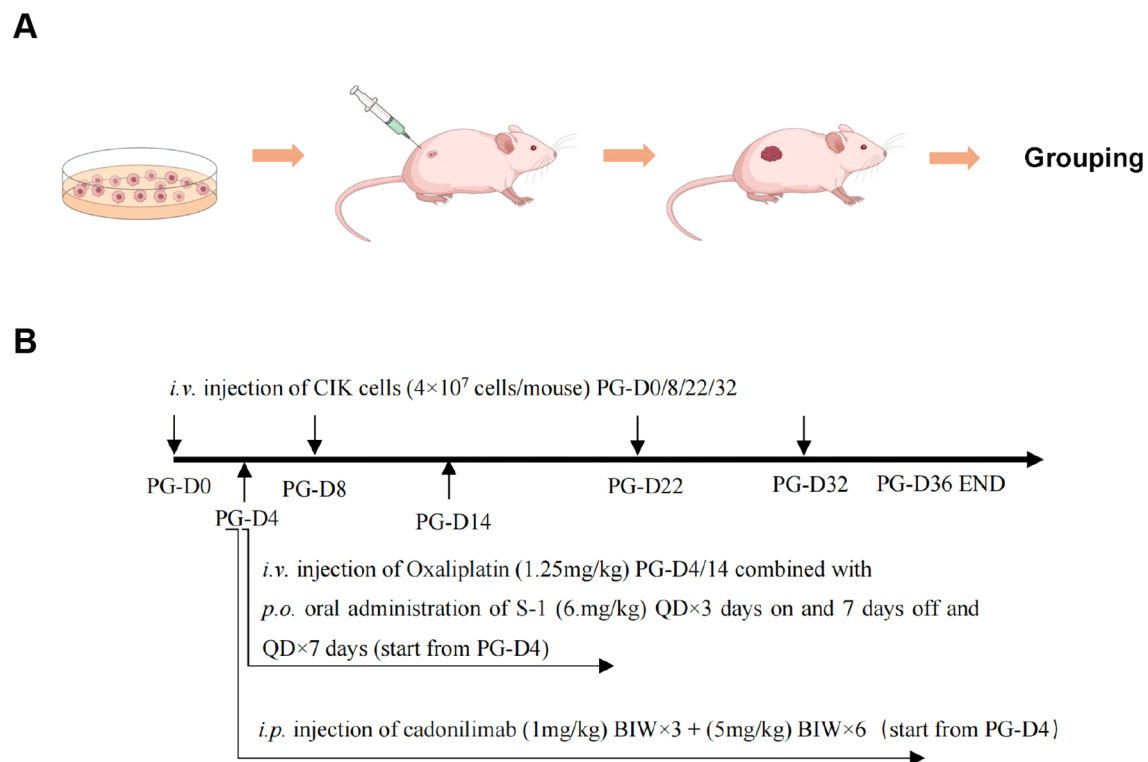 A
Grouping
B
i.v. injection of CIK cells (4×10⁷ cells/mouse) PG-D0/8/22/32
PG-D0
PG-D8
PG-D22
PG-D32
PG-D36 END
PG-D4
PG-D14
i.v. injection of Oxaliplatin (1.25mg/kg) PG-D4/14 combined with
p.o. oral administration of S-1 (6.mg/kg) QD×3 days on and 7 days off and
QD×7 days (start from PG-D4)
i.p. injection of cadonilimab (1mg/kg) BIW×3 + (5mg/kg) BIW×6 (start from PG-D4)